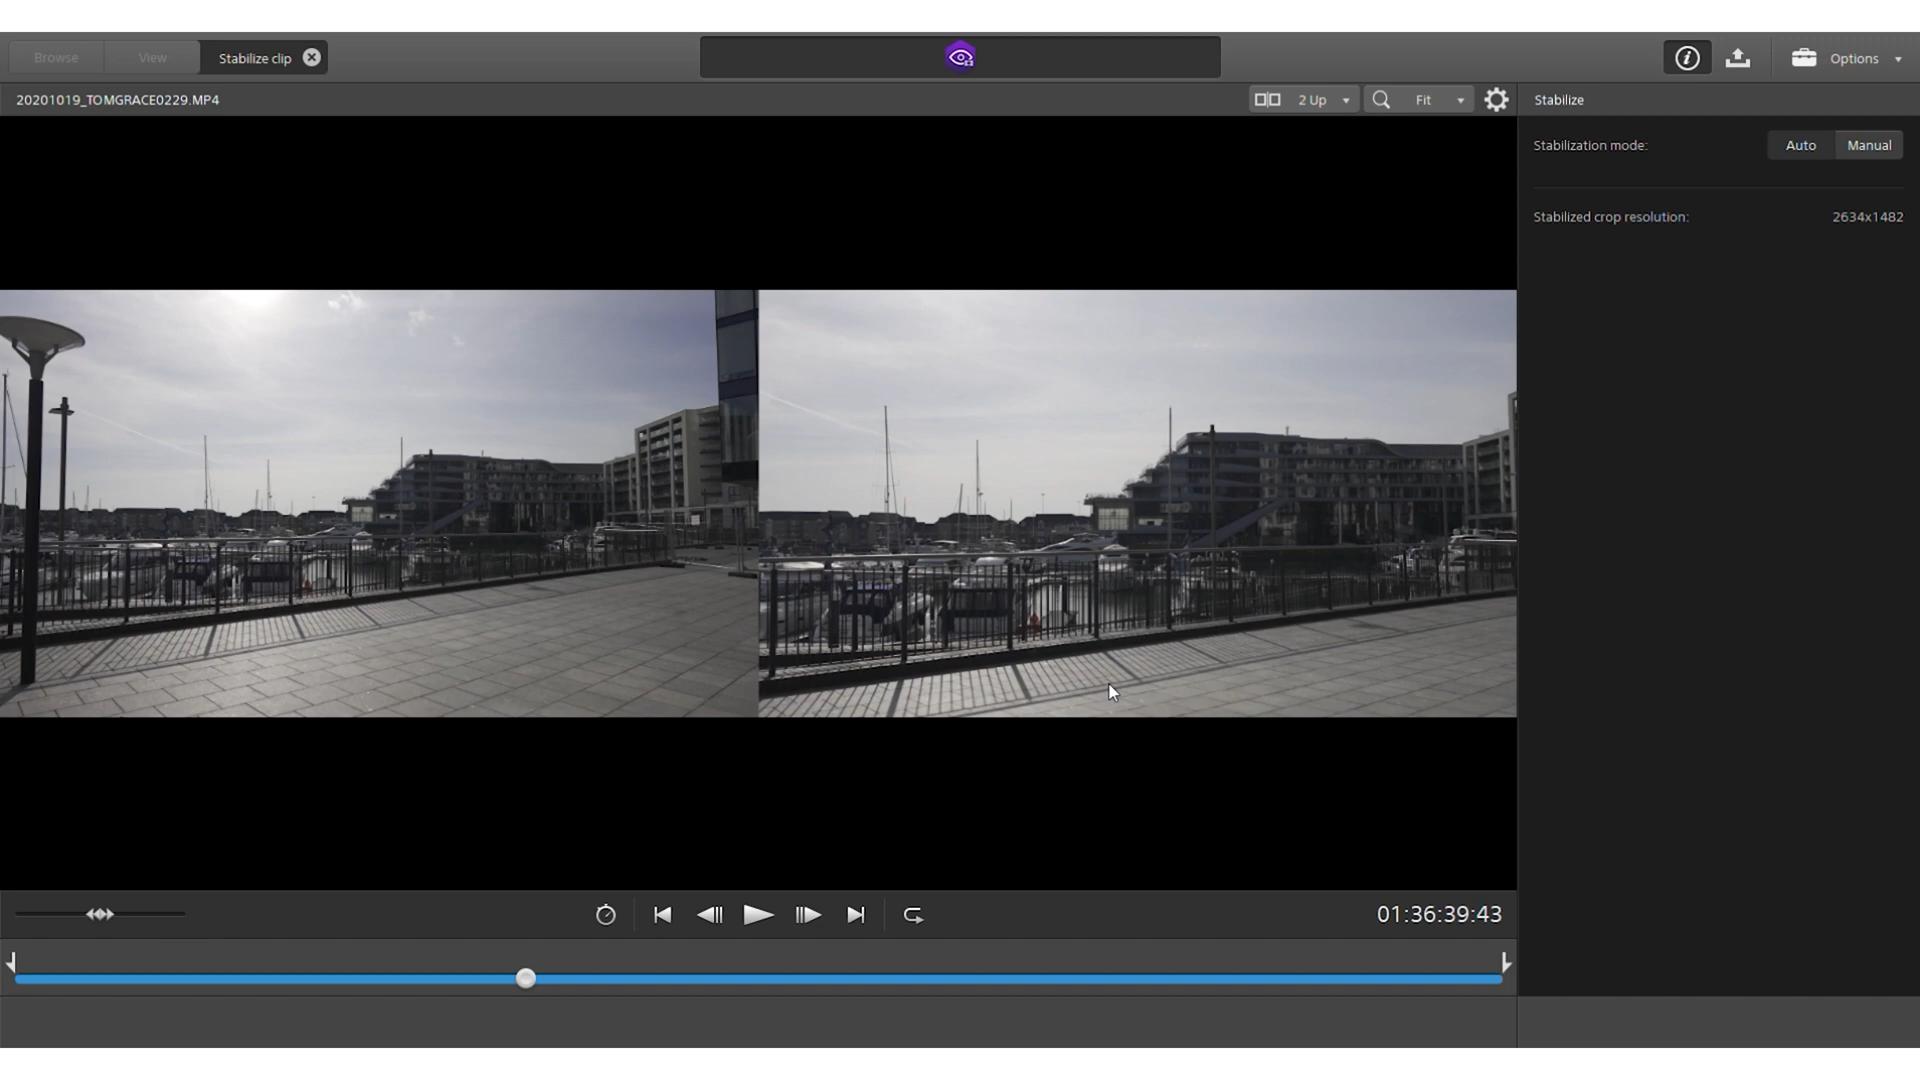 Browse
View
Stabilize clip
Options
20201019_TOMGRACE0229.MP4
2 Up
Fit
Stabilize
Stabilization mode:
Auto
Manual
Stabilized crop resolution:
2634x1482
01:36:39:43